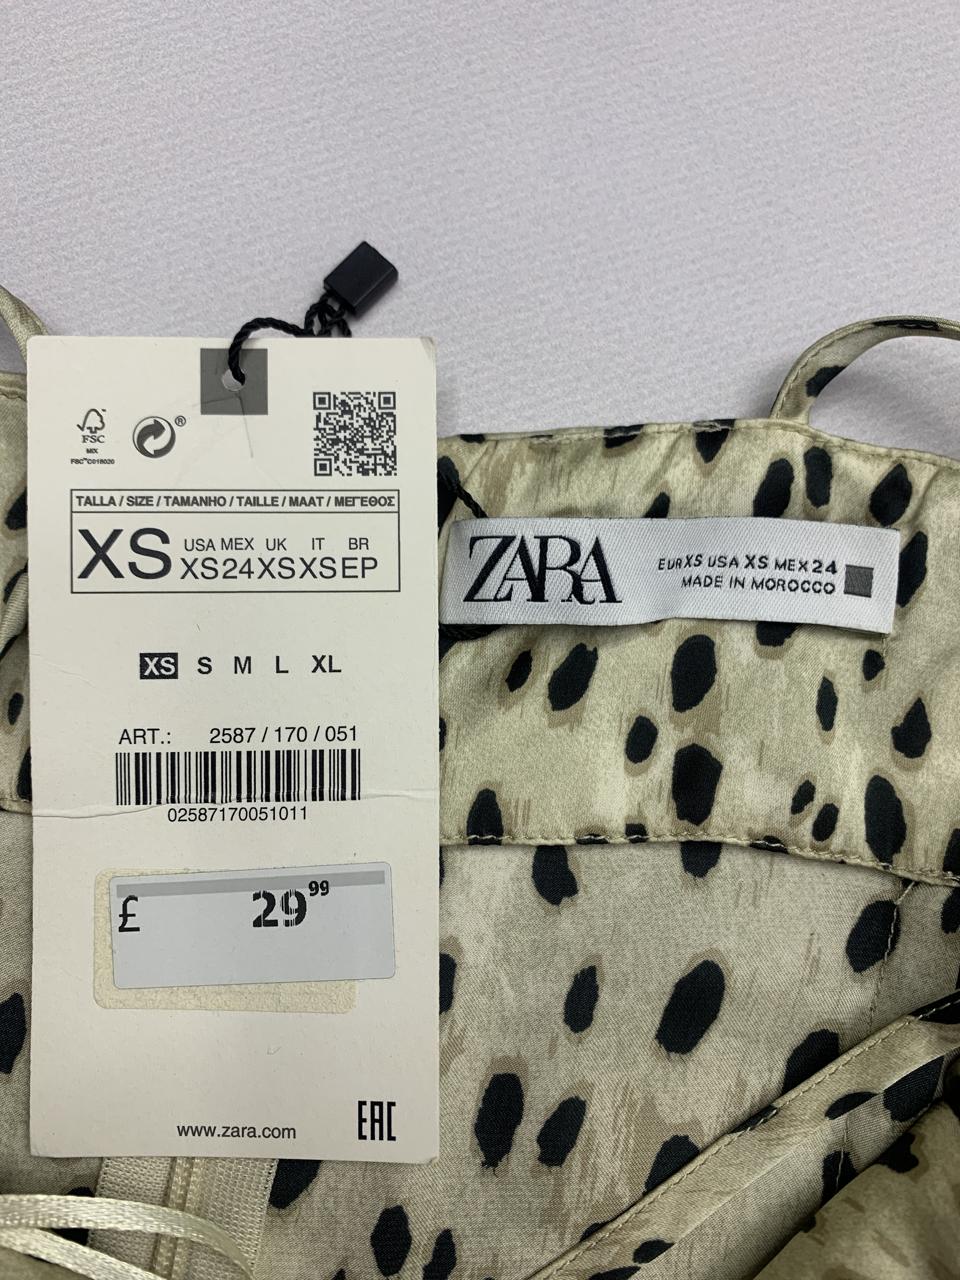 FSC
MIX
FSC™C018020
®
TALLA / SIZE / TAMANHO / TAILLE / MAAT / ΜΕΓΕΘΟΣ
XS
USA MEX UK IT BR
XS 24 XS XS EP
XS S M L XL
ART.: 2587 / 170 / 051
02587170051011
£ 29 99
www.zara.com
EAC
ZARA
EUR XS USA XS MEX 24
MADE IN MOROCCO